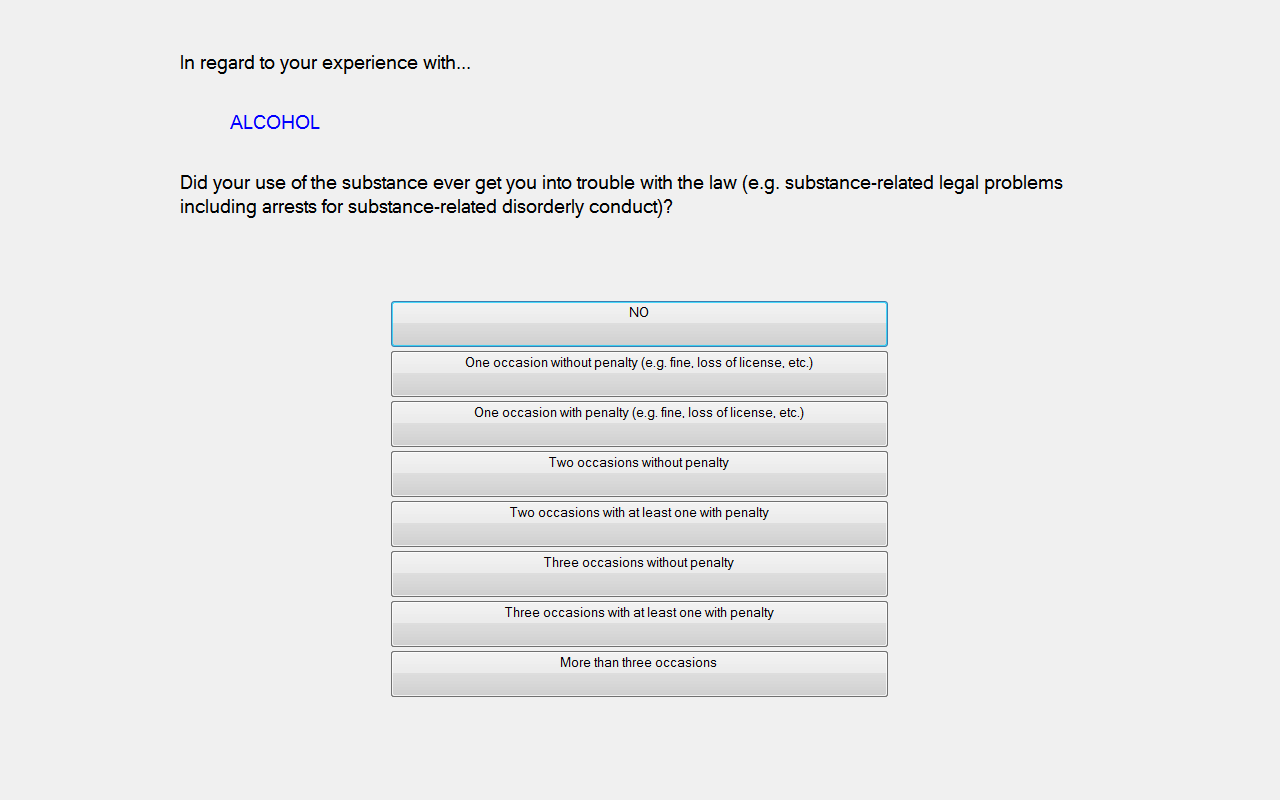 In regard to your experience with...
ALCOHOL
Did your use of the substance ever get you into trouble with the law (e.g. substance-related legal problems
including arrests for substance-related disorderly conduct)?
NO
One occasion without penalty (e.g. fine, loss of license, etc.)
One occasion with penalty (e.g. fine, loss of license, etc.)
Two occasions without penalty
Two occasions with at least one with penalty
Three occasions without penalty
Three occasions with at least one with penalty
More than three occasions